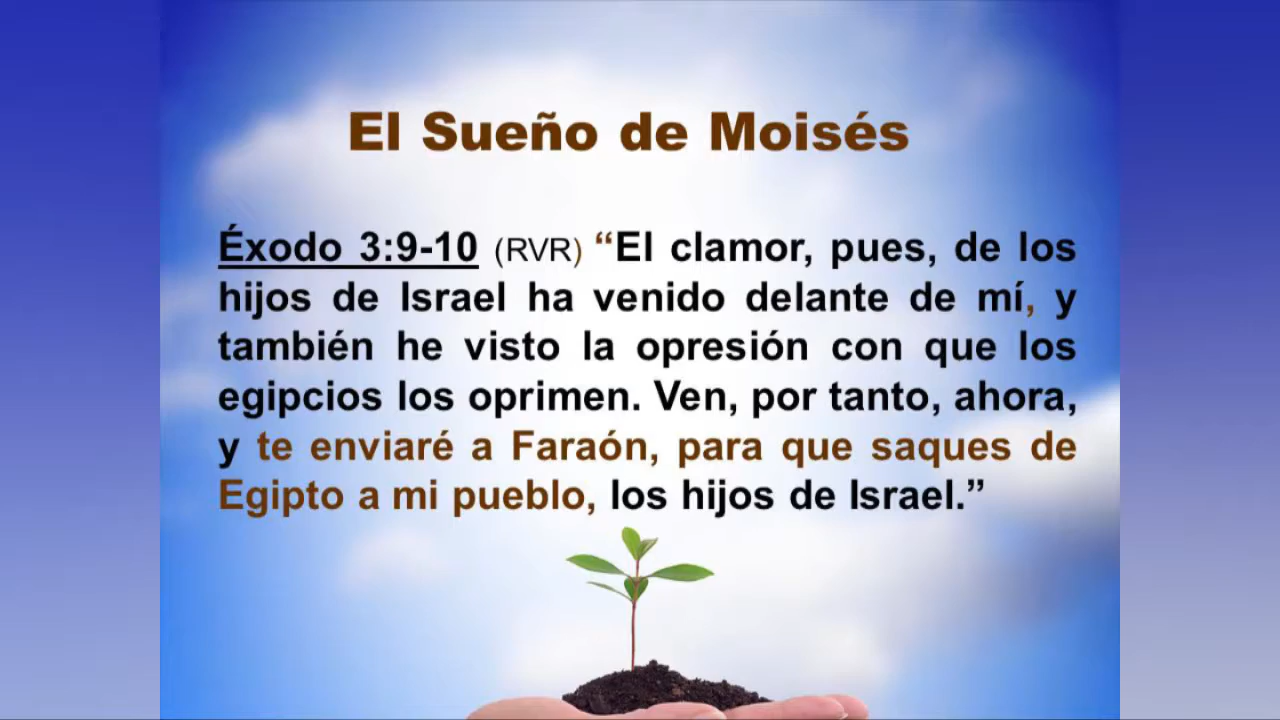 El Sueño de Moisés
Éxodo 3:9-10 (RVR) “El clamor, pues, de los
hijos de Israel ha venido delante de mí, y
también he visto la opresión con que los
egipcios los oprimen. Ven, por tanto, ahora,
y te enviaré a Faraón, para que saques de
Egipto a mi pueblo, los hijos de Israel.”